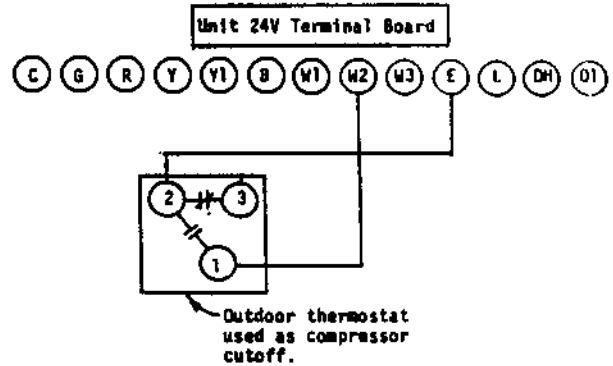 Unit 24V Terminal Board
C G R Y Y1 B W1 W2 W3 E L DH D1
2 3
1
Outdoor thermostat
used as compressor
cutoff.